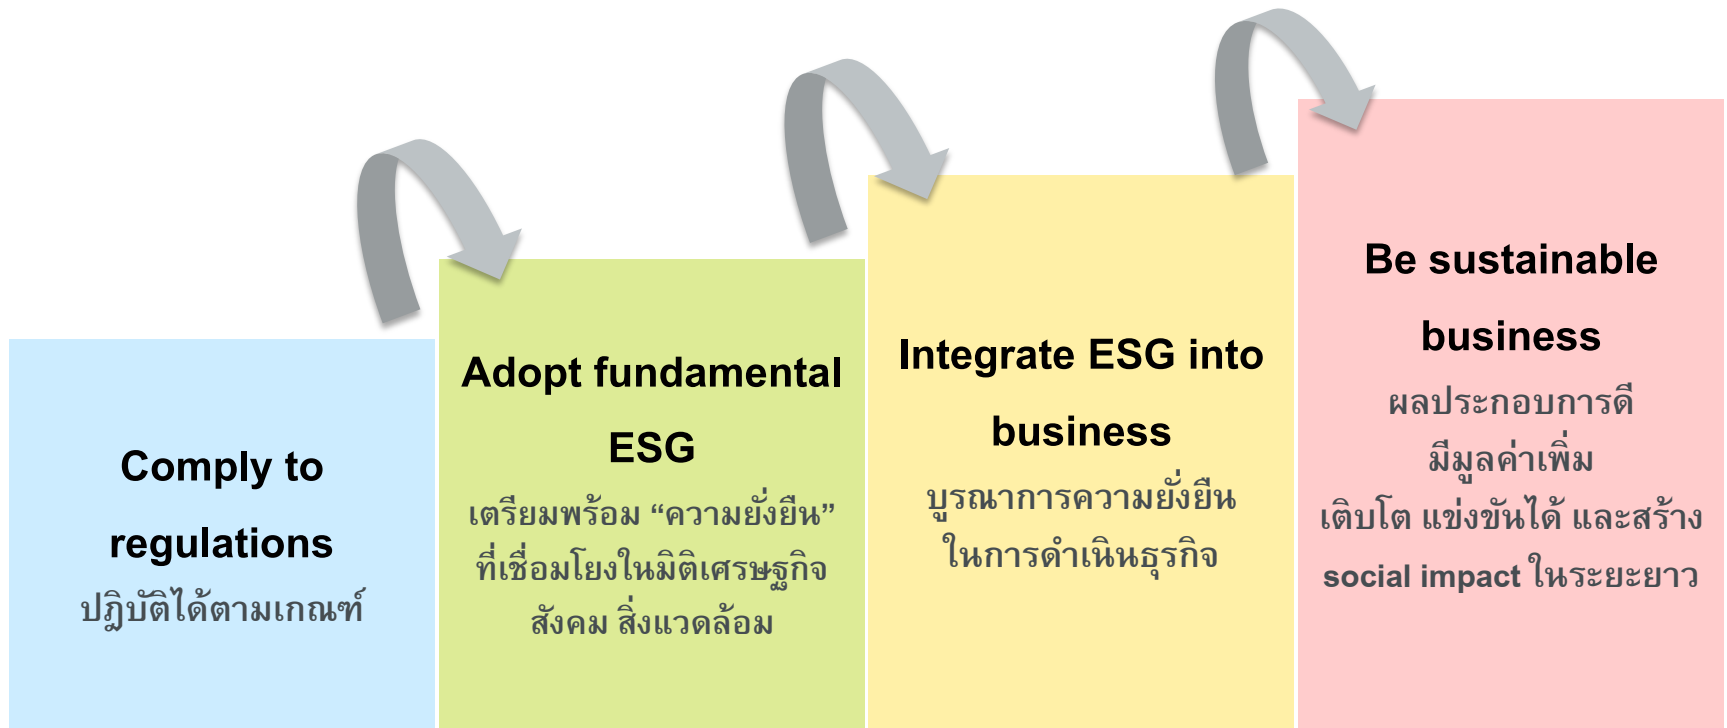 Comply to
regulations
ปฏิบัติได้ตามเกณฑ์
Adopt fundamental
ESG
เตรียมพร้อม “ความยั่งยืน”
ที่เชื่อมโยงในมิติเศรษฐกิจ
สังคม สิ่งแวดล้อม
Integrate ESG into
business
บูรณาการความยั่งยืน
ในการดำเนินธุรกิจ
Be sustainable
business
ผลประกอบการดี
มีมูลค่าเพิ่ม
เติบโต แข่งขันได้ และสร้าง
social impact ในระยะยาว